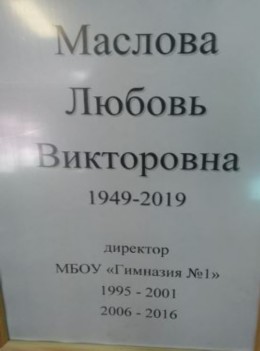 Маслова
Любовь
Викторовна
1949-2019
директор
МБОУ «Гимназия №1»
1995 - 2001
2006 - 2016